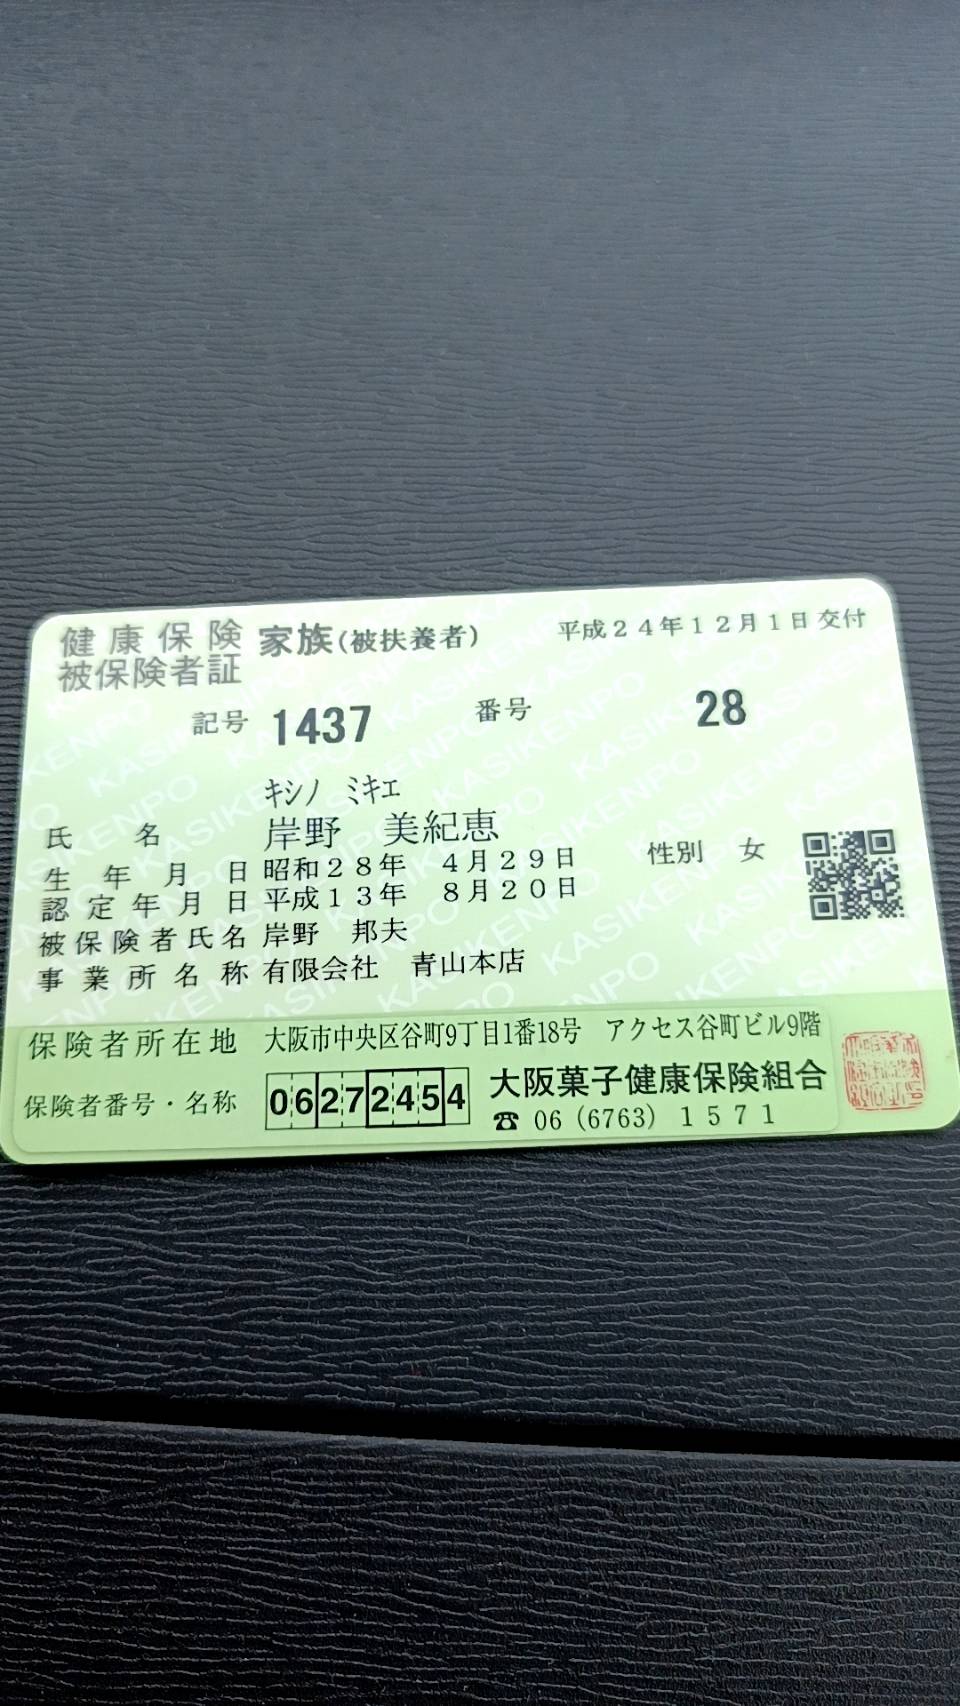 健康保険 家族(被扶養者) 平成24年12月1日交付
被保険者証
記号 1437 番号 28
キシノ ミキエ
氏名 岸野 美紀恵 性別 女
生年月日 昭和28年 4月29日
認定年月日 平成13年 8月20日
被保険者氏名 岸野 邦夫
事業所名称 有限会社 青山本店
保険者所在地 大阪市中央区谷町9丁目1番18号 アクセス谷町ビル9階
保険者番号・名称 06272454 大阪菓子健康保険組合
☎ 06 (6763) 1571
KASIKENPO